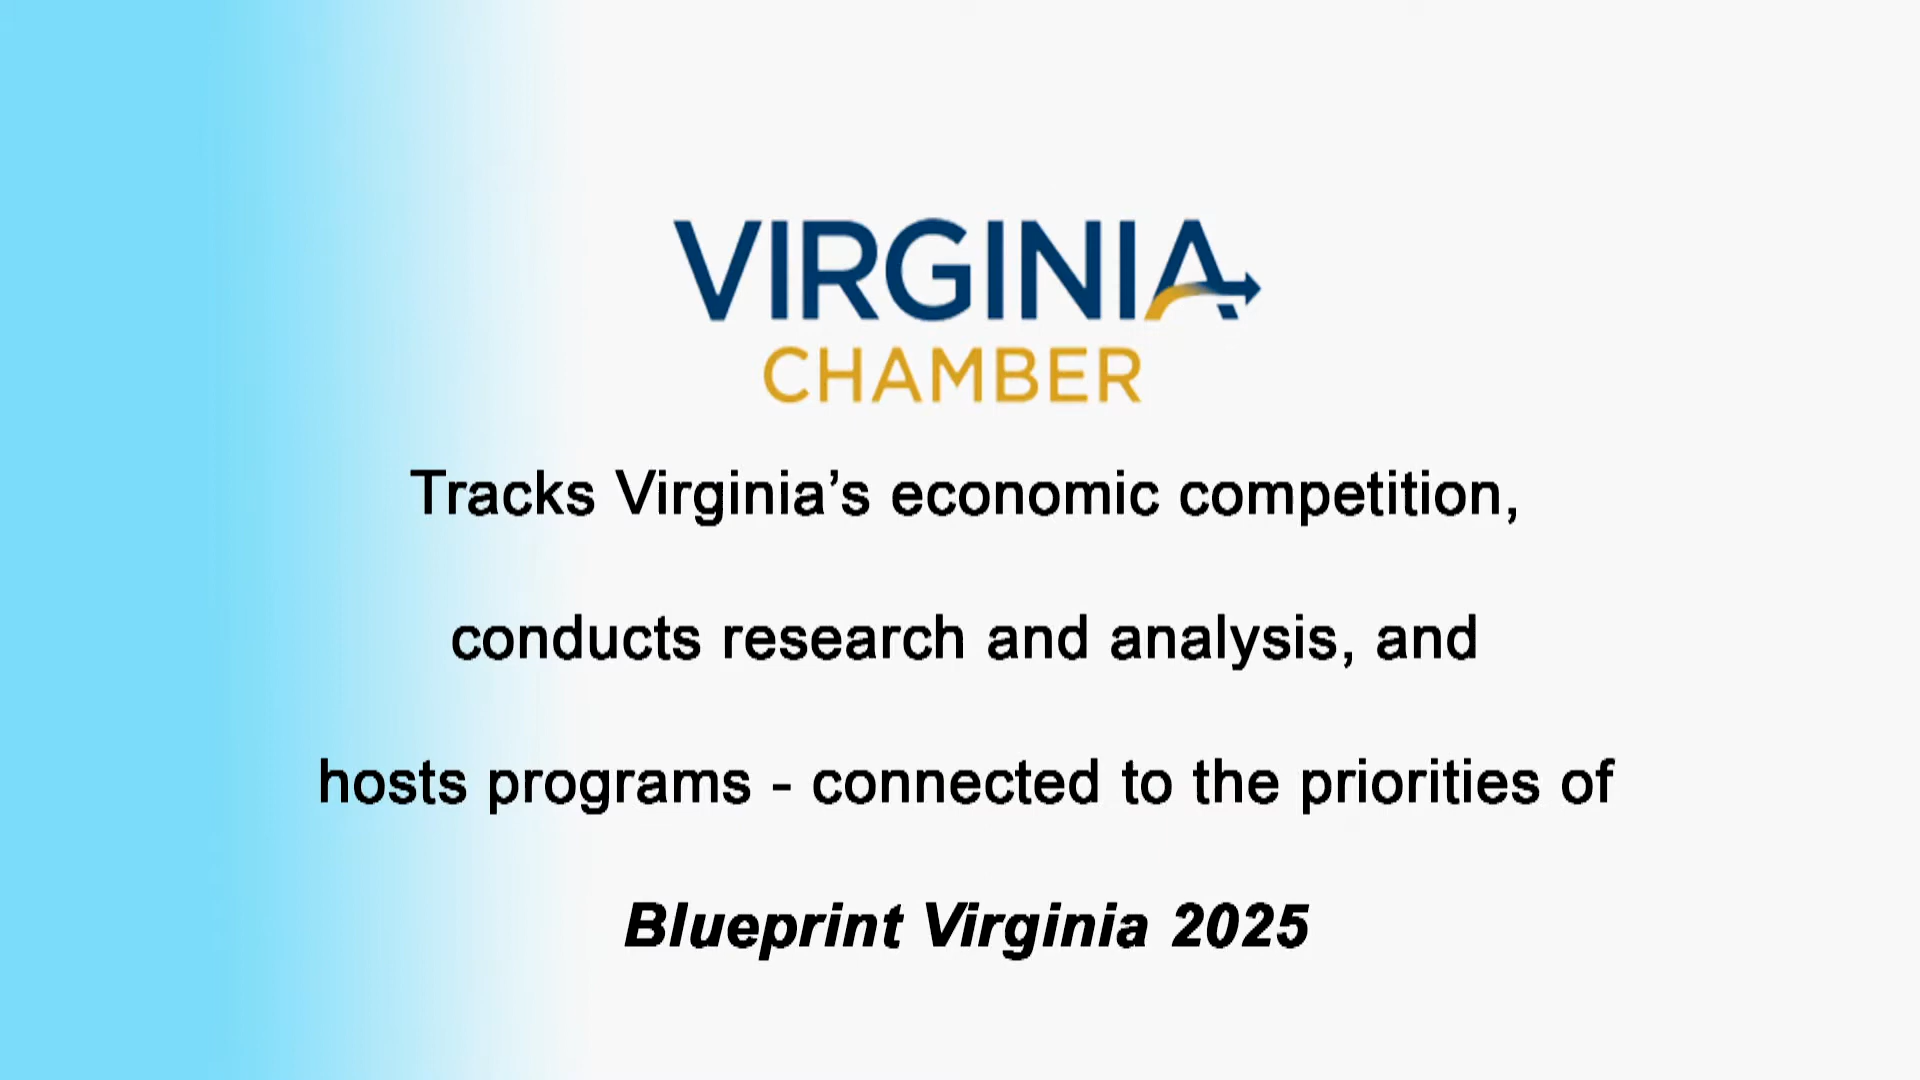 VIRGINIA
CHAMBER
Tracks Virginia’s economic competition,
conducts research and analysis, and
hosts programs - connected to the priorities of
Blueprint Virginia 2025